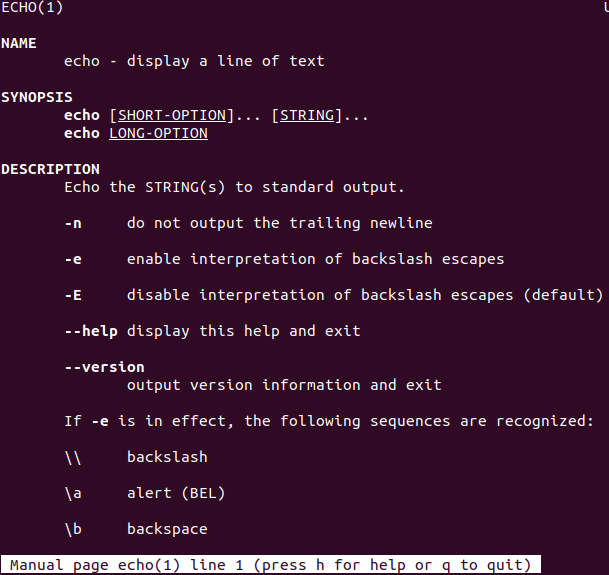 ECHO(1)
NAME
echo - display a line of text
SYNOPSIS
echo [SHORT-OPTION]... [STRING]...
echo LONG-OPTION
DESCRIPTION
Echo the STRING(s) to standard output.
-n do not output the trailing newline
-e enable interpretation of backslash escapes
-E disable interpretation of backslash escapes (default)
--help display this help and exit
--version
output version information and exit
If -e is in effect, the following sequences are recognized:
\\ backslash
\a alert (BEL)
\b backspace
Manual page echo(1) line 1 (press h for help or q to quit)